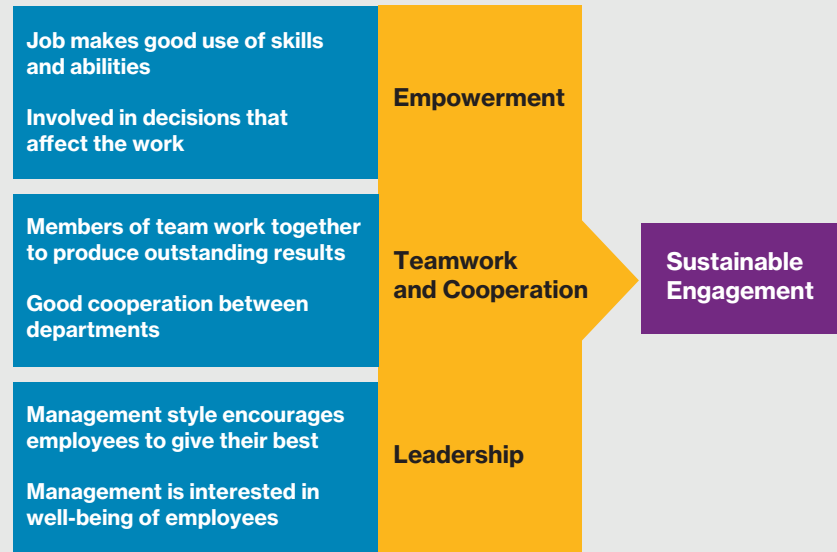 Job makes good use of skills
and abilities
Involved in decisions that
affect the work
Empowerment
Members of team work together
to produce outstanding results
Good cooperation between
departments
Teamwork
and Cooperation
Sustainable
Engagement
Management style encourages
employees to give their best
Management is interested in
well-being of employees
Leadership